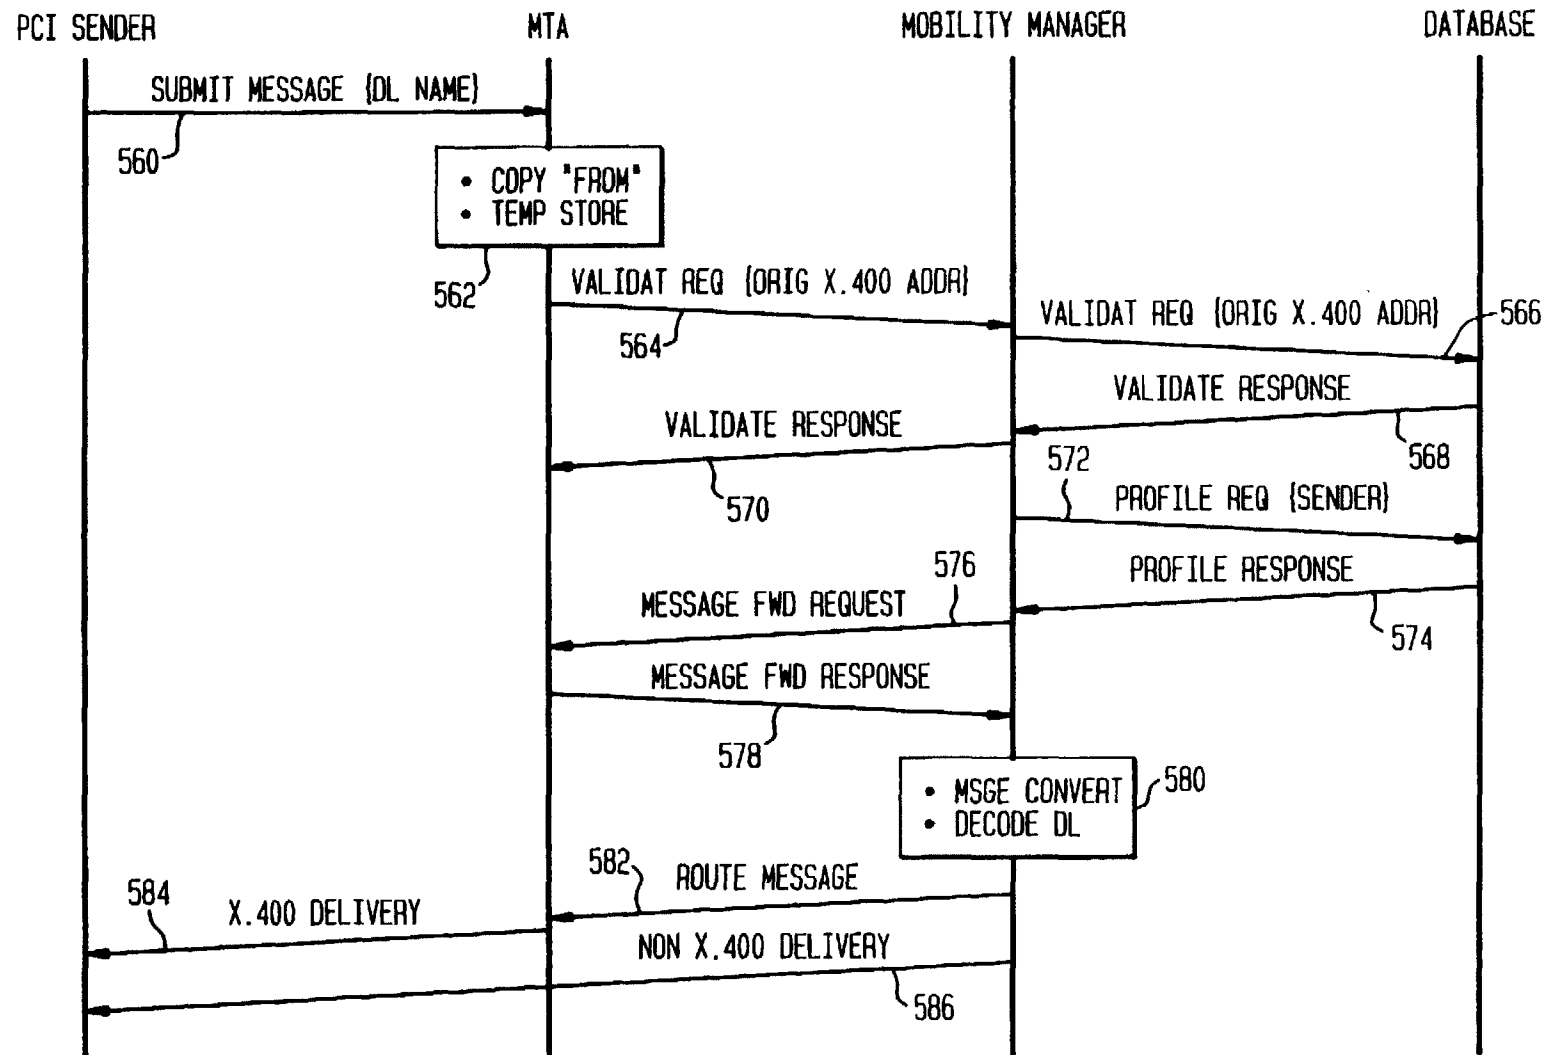 PCI SENDER
MTA
MOBILITY MANAGER
DATABASE
SUBMIT MESSAGE (DL NAME)
560
• COPY "FROM"
• TEMP STORE
562
VALIDAT REQ (ORIG X.400 ADDR)
564
VALIDAT REQ (ORIG X.400 ADDR)
566
VALIDATE RESPONSE
568
VALIDATE RESPONSE
570
572
PROFILE REQ (SENDER)
PROFILE RESPONSE
574
576
MESSAGE FWD REQUEST
MESSAGE FWD RESPONSE
578
• MSGE CONVERT
• DECODE DL
580
582
ROUTE MESSAGE
584
X.400 DELIVERY
NON X.400 DELIVERY
586